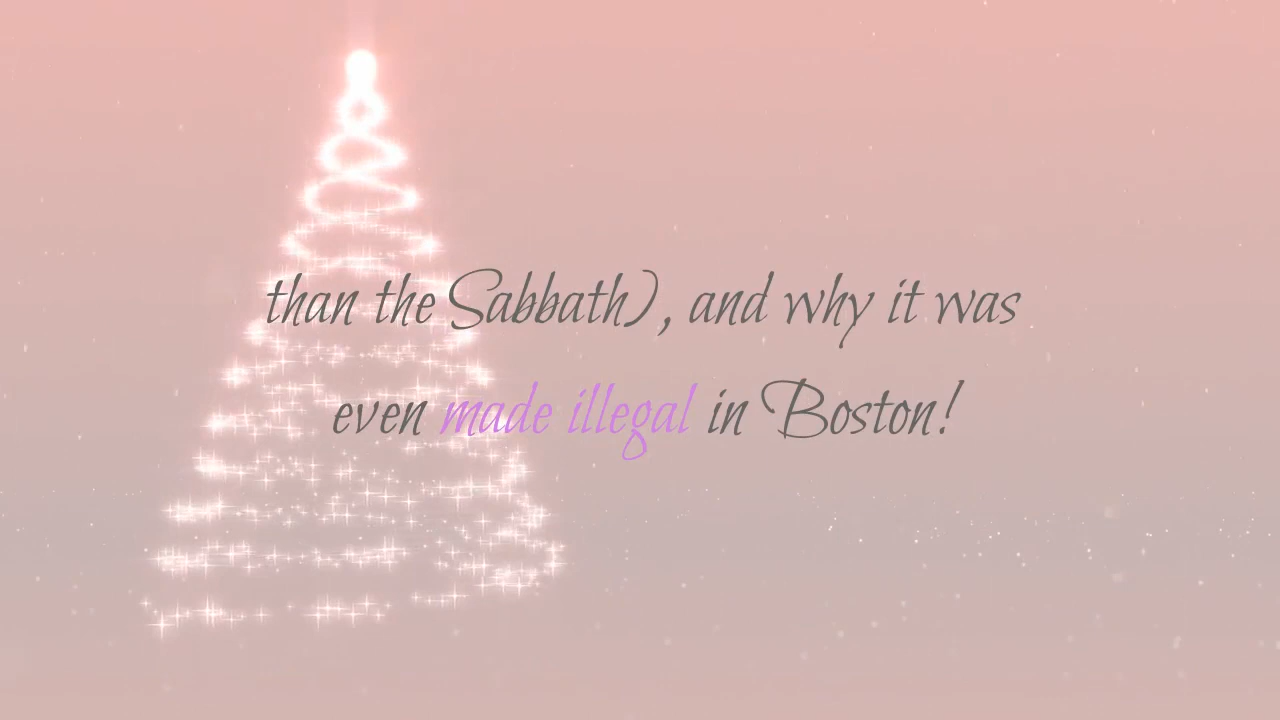 than the Sabbath), and why it was
even made illegal in Boston!